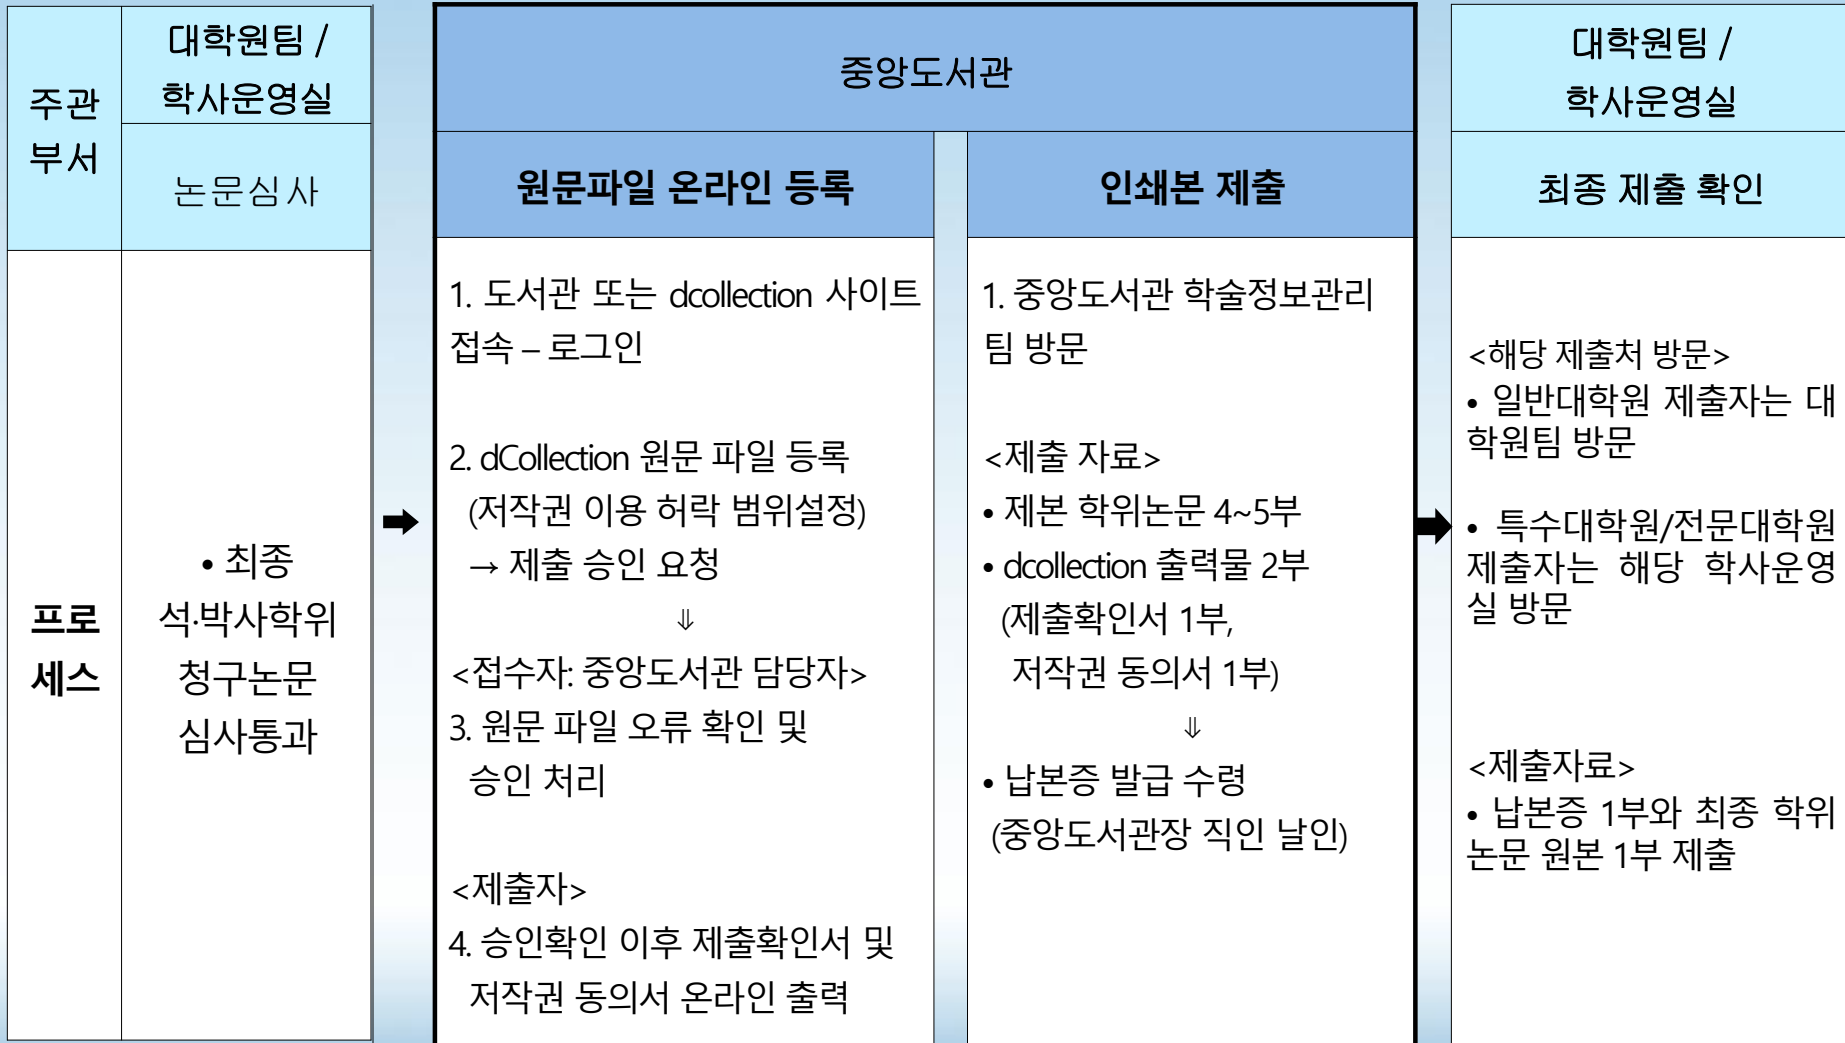 주관
부서
대학원팀 /
학사운영실
논문심사
중앙도서관
원문파일 온라인 등록
인쇄본 제출
대학원팀 /
학사운영실
최종 제출 확인
프로
세스
• 최종
석·박사학위
청구논문
심사통과
➡
1. 도서관 또는 dcollection 사이트
접속 – 로그인
2. dCollection 원문 파일 등록
(저작권 이용 허락 범위설정)
→ 제출 승인 요청
⇓
<접수자: 중앙도서관 담당자>
3. 원문 파일 오류 확인 및
승인 처리
<제출자>
4. 승인확인 이후 제출확인서 및
저작권 동의서 온라인 출력
1. 중앙도서관 학술정보관리
팀 방문
<제출 자료>
• 제본 학위논문 4~5부
• dcollection 출력물 2부
(제출확인서 1부,
저작권 동의서 1부)
⇓
• 납본증 발급 수령
(중앙도서관장 직인 날인)
➡
<해당 제출처 방문>
• 일반대학원 제출자는 대
학원팀 방문
• 특수대학원/전문대학원
제출자는 해당 학사운영
실 방문
<제출자료>
• 납본증 1부와 최종 학위
논문 원본 1부 제출